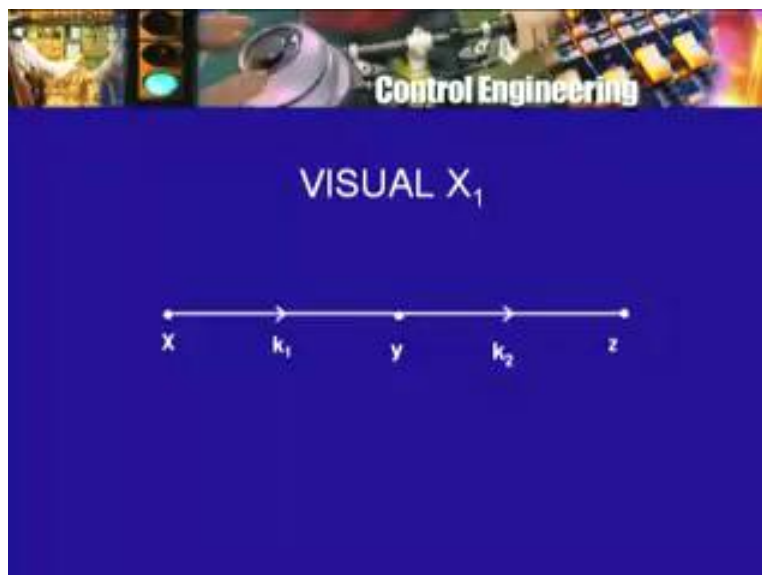 Control Engineering
VISUAL X₁
X k₁ y k₂ z